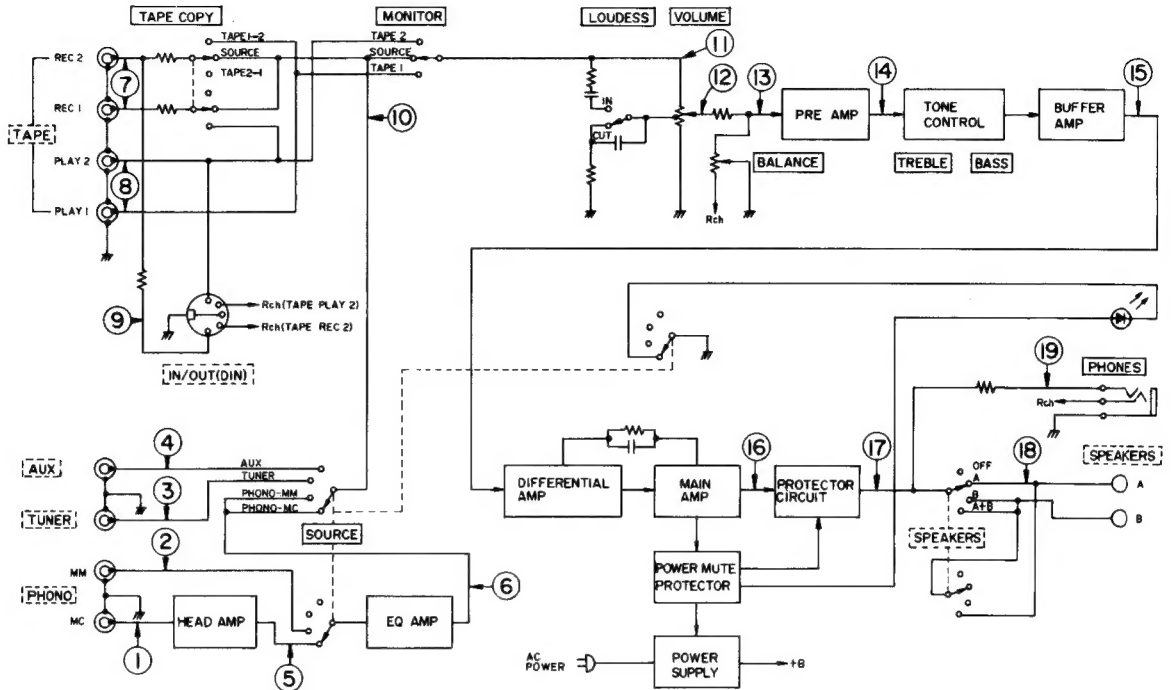 TAPE COPY
MONITOR
LOUDESS
VOLUME
TAPE1-2
TAPE 2
REC 2
SOURCE
SOURCE
11
7
TAPE2-1
TAPE 1
12
13
14
15
REC 1
10
IN
PRE AMP
TONE CONTROL
BUFFER AMP
TAPE
CUT
PLAY 2
BALANCE
TREBLE
BASS
8
PLAY 1
Rch
9
Rch(TAPE PLAY 2)
Rch(TAPE REC 2)
IN/OUT(DIN)
19
PHONES
Rch
4
16
17
18
SPEAKERS
AUX
AUX
OFF
3
TUNER
DIFFERENTIAL AMP
MAIN AMP
PROTECTOR CIRCUIT
A
A
PHONO-MM
B
TUNER
PHONO-MC
A+B
B
2
SOURCE
SPEAKERS
MM
6
POWER MUTE PROTECTOR
PHONO
MC
HEAD AMP
EQ AMP
1
5
AC POWER
POWER SUPPLY
+B